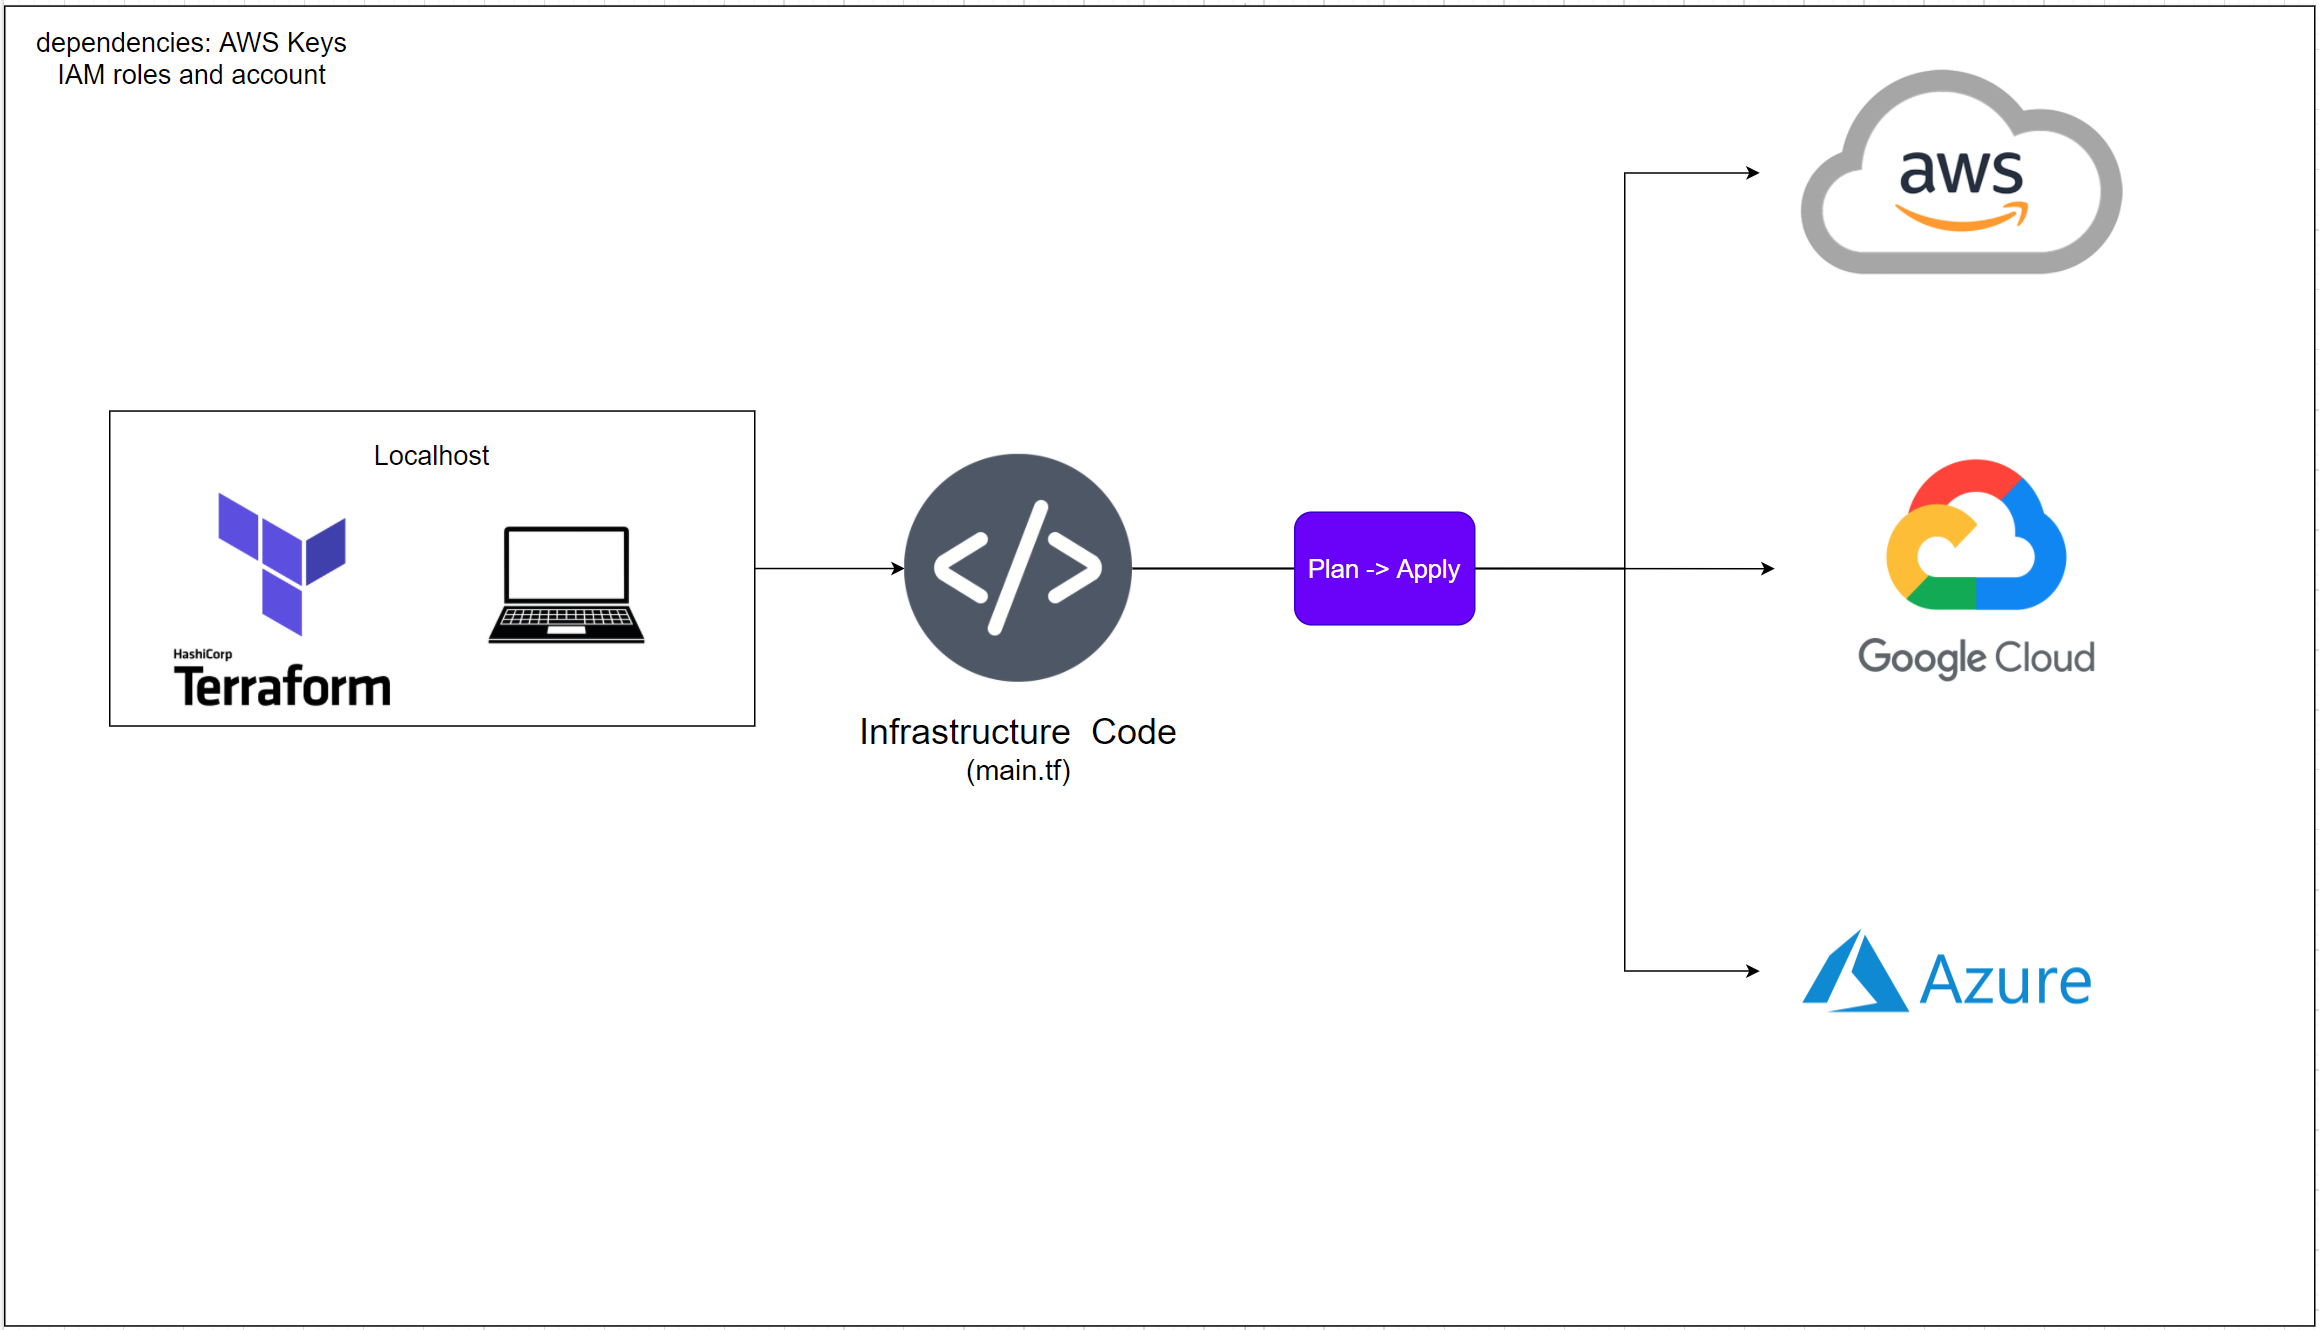 dependencies: AWS Keys
IAM roles and account
aws
Localhost
HashiCorp
Terraform
</>
Infrastructure Code
(main.tf)
Plan -> Apply
Google Cloud
Azure